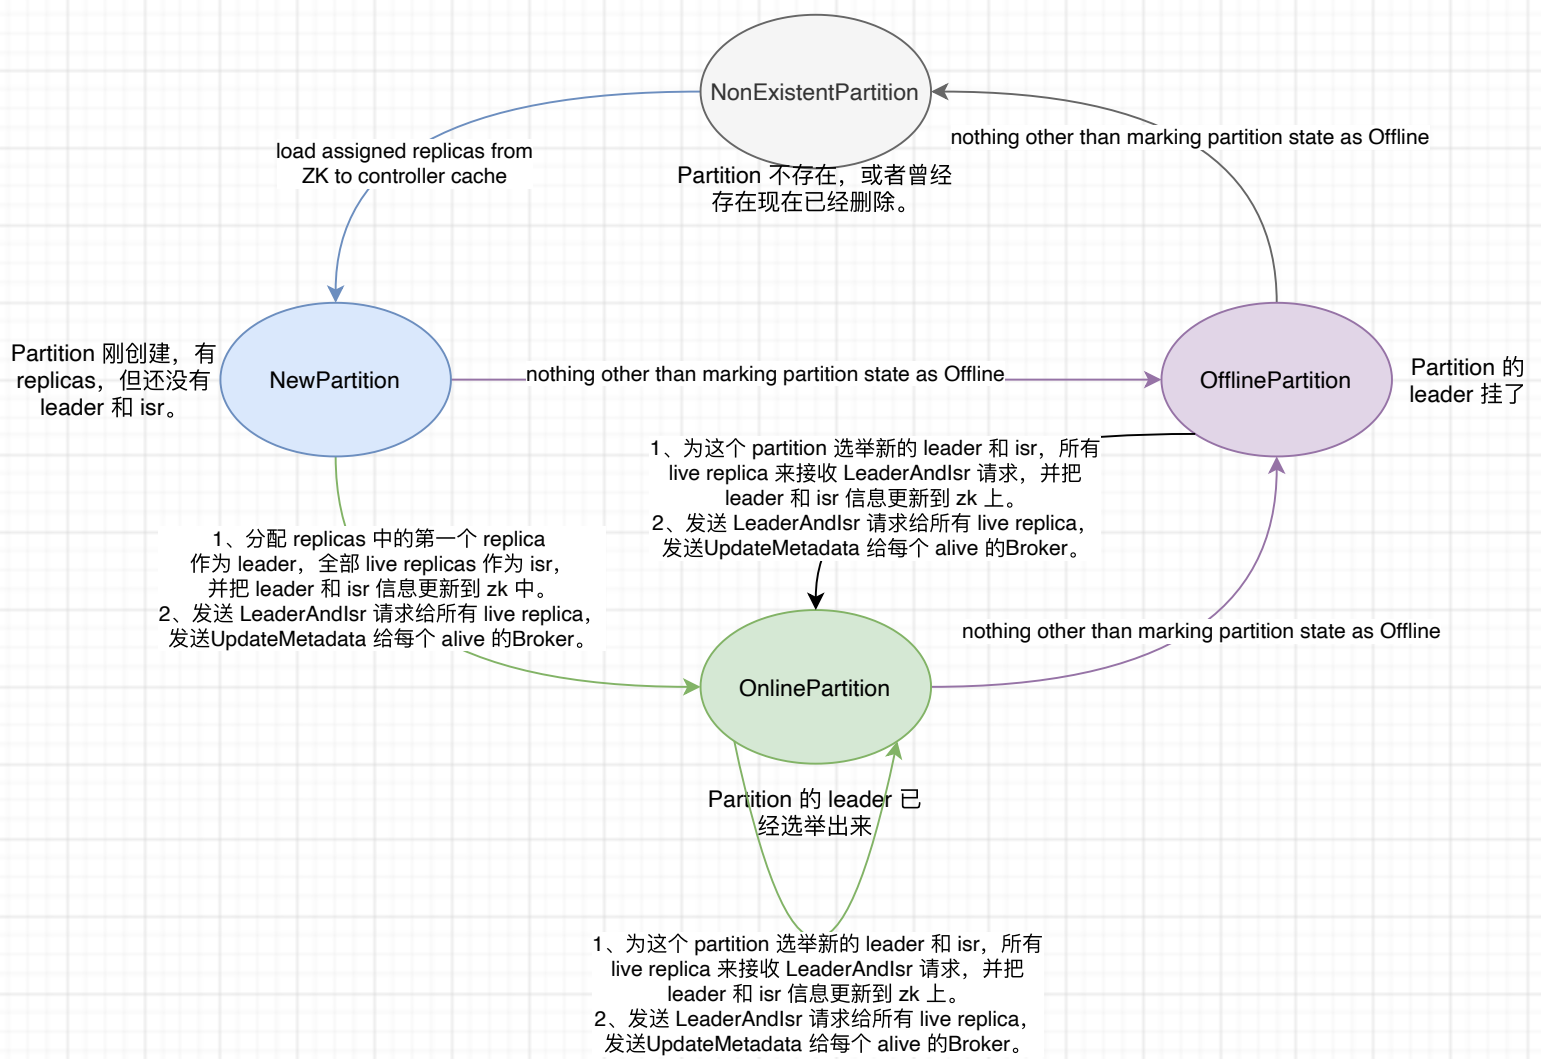 NonExistentPartition
nothing other than marking partition state as Offline
load assigned replicas from
ZK to controller cache
Partition 不存在，或者曾经
存在现在已经删除。
Partition 刚创建，有
replicas，但还没有
leader 和 isr。
NewPartition
nothing other than marking partition state as Offline
OfflinePartition
Partition 的
leader 挂了
1、为这个 partition 选举新的 leader 和 isr，所有
live replica 来接收 LeaderAndIsr 请求，并把
leader 和 isr 信息更新到 zk 上。
2、发送 LeaderAndIsr 请求给所有 live replica，
发送UpdateMetadata 给每个 alive 的Broker。
1、分配 replicas 中的第一个 replica
作为 leader，全部 live replicas 作为 isr，
并把 leader 和 isr 信息更新到 zk 中。
2、发送 LeaderAndIsr 请求给所有 live replica，
发送UpdateMetadata 给每个 alive 的Broker。
nothing other than marking partition state as Offline
OnlinePartition
Partition 的 leader 已
经选举出来
1、为这个 partition 选举新的 leader 和 isr，所有
live replica 来接收 LeaderAndIsr 请求，并把
leader 和 isr 信息更新到 zk 上。
2、发送 LeaderAndIsr 请求给所有 live replica，
发送UpdateMetadata 给每个 alive 的Broker。